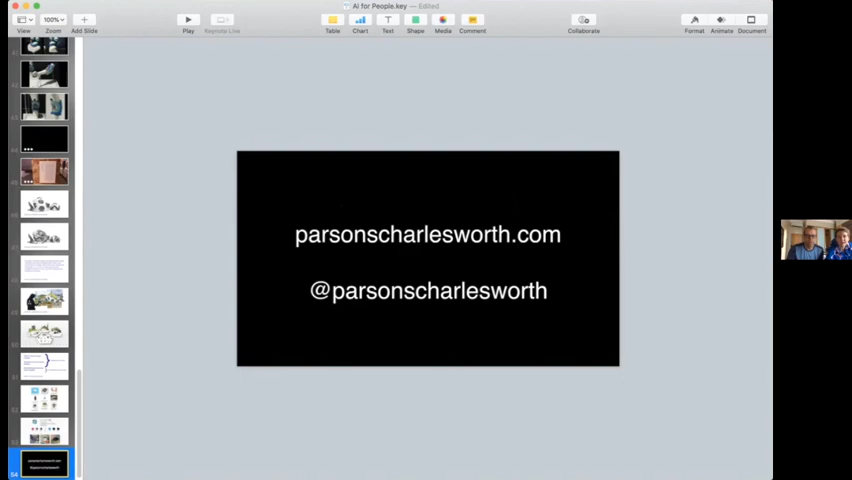 AI for People.key — Edited
100%
View
Zoom
Add Slide
Play
Keynote Live
Table
Chart
Text
Shape
Media
Comment
Collaborate
Format
Animate
Document
parsonscharlesworth.com
@parsonscharlesworth
54